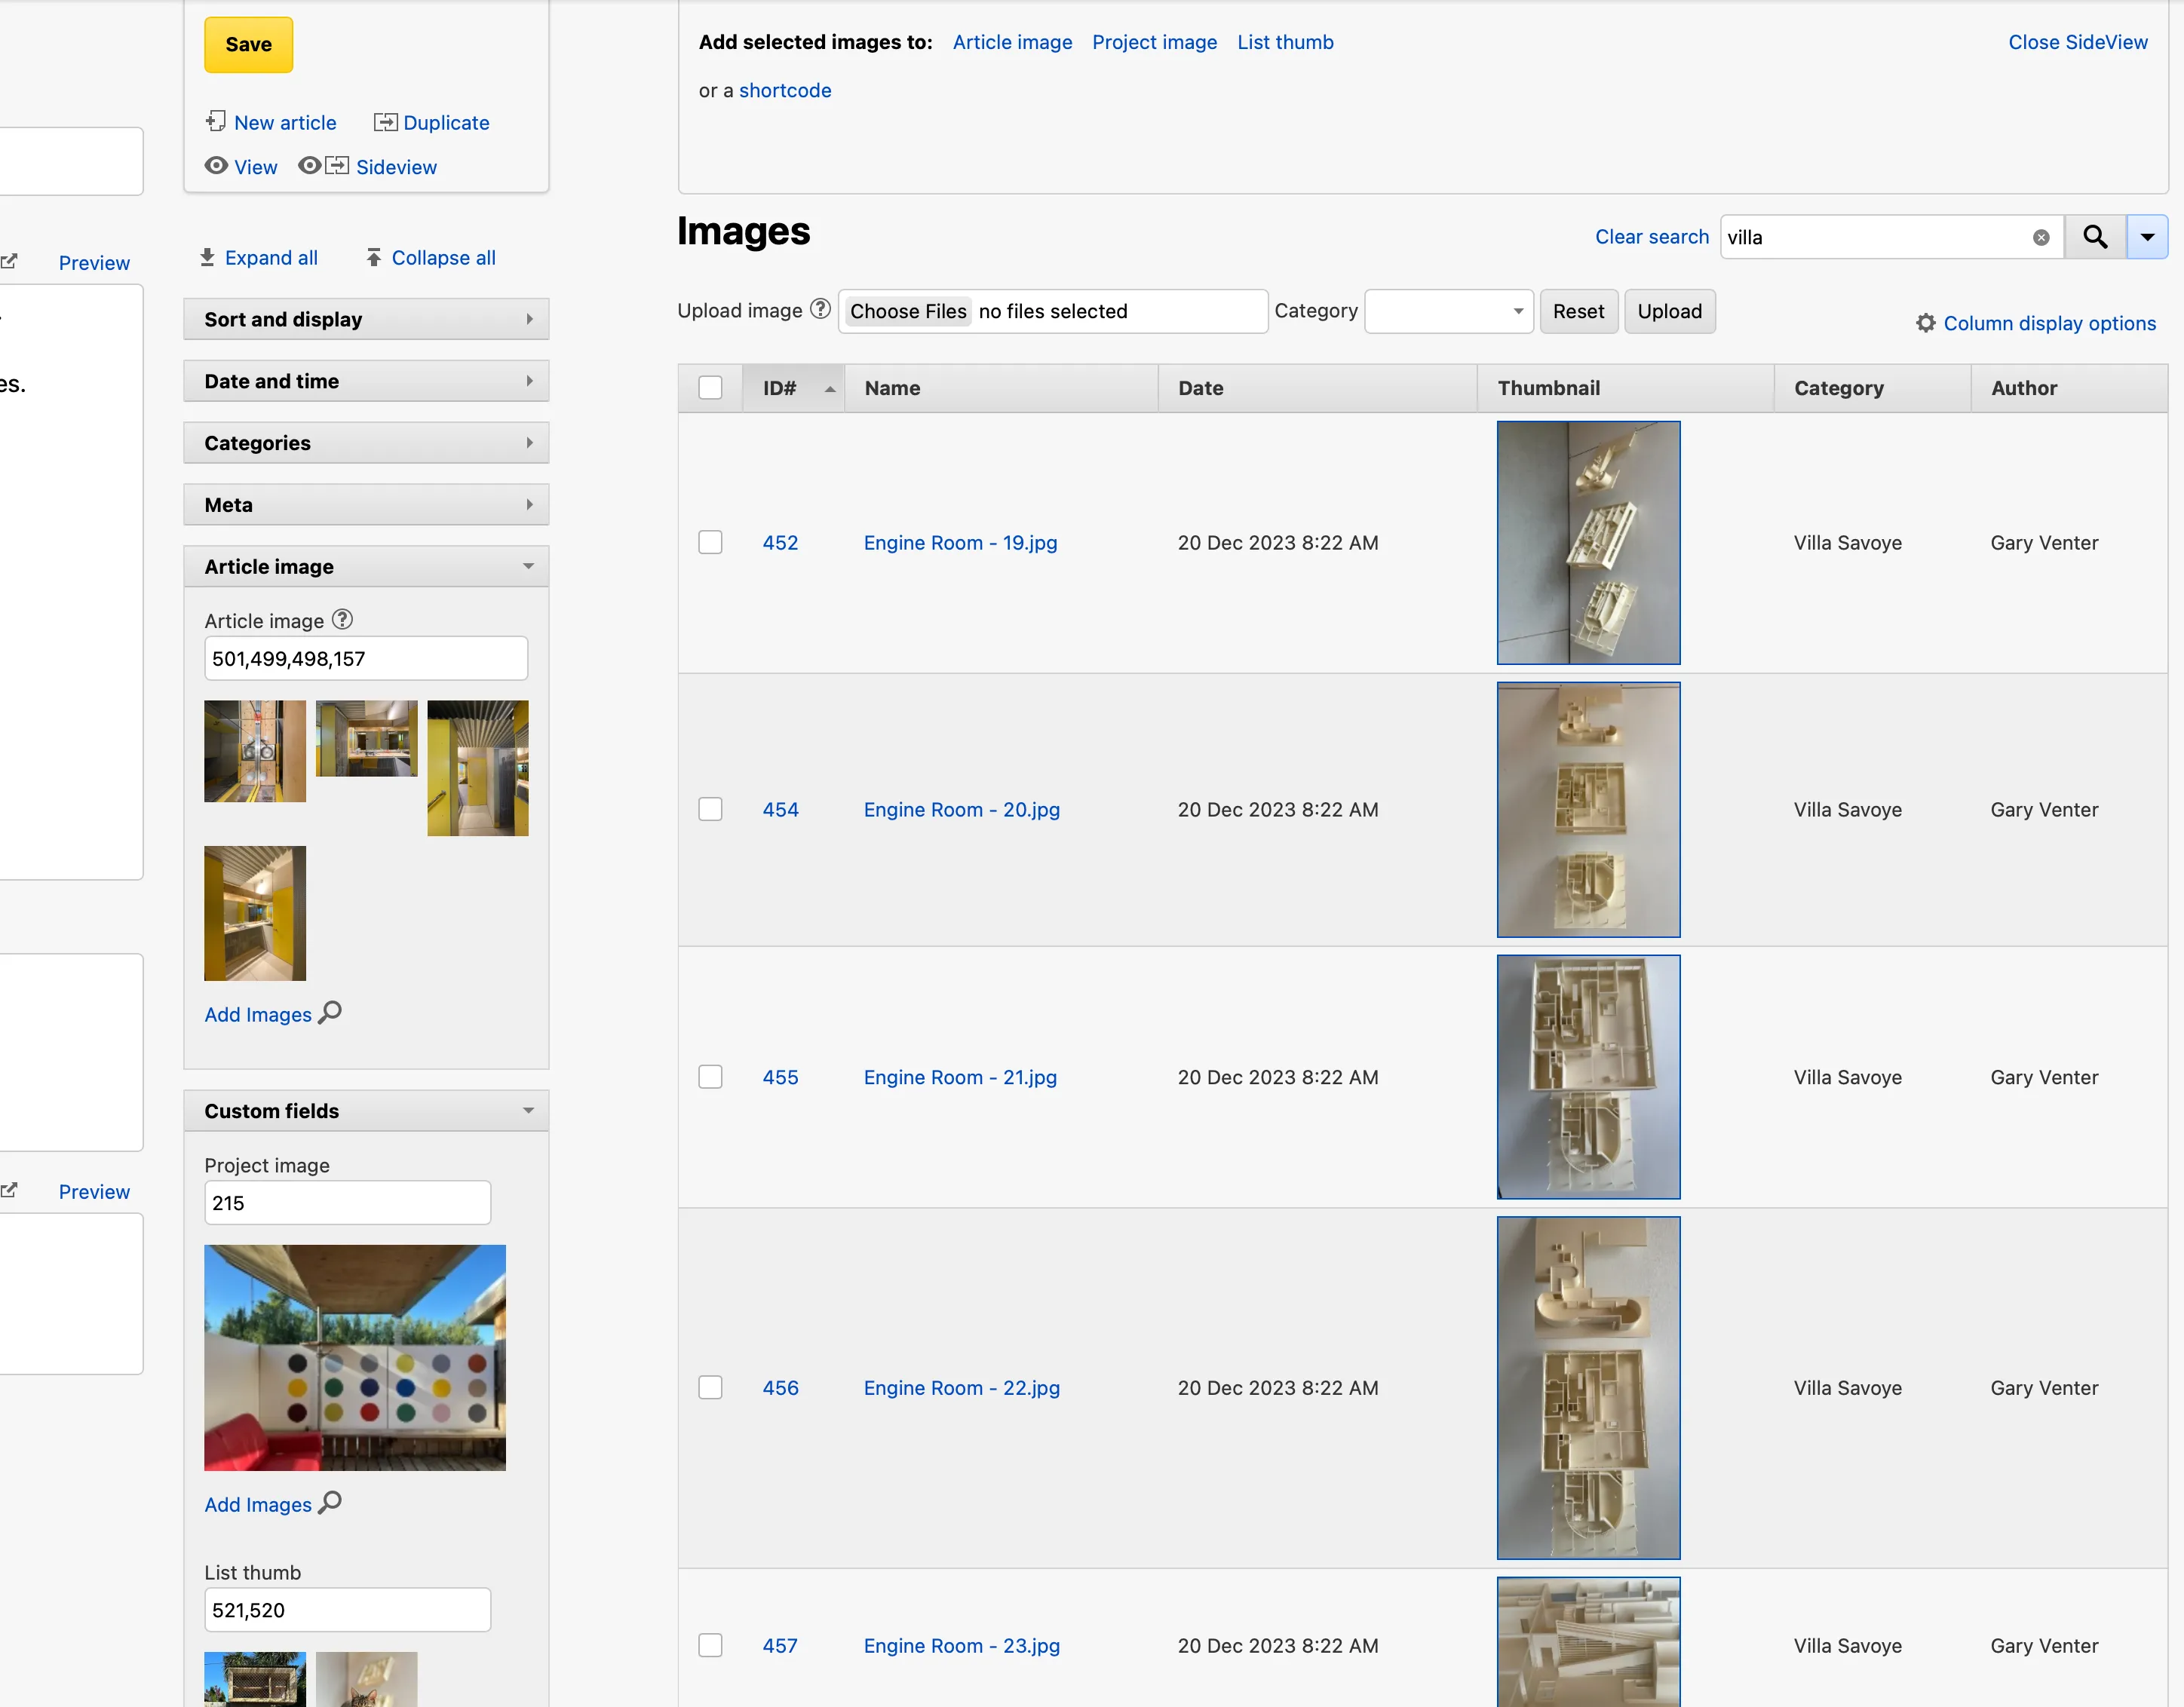 Save
New article
Duplicate
View
Sideview
Expand all
Collapse all
Preview
es.
Sort and display
Date and time
Categories
Meta
Article image
Article image
501,499,498,157
Add Images
Custom fields
Project image
215
Preview
Add Images
List thumb
521,520
Add selected images to: Article image Project image List thumb
Close SideView
or a shortcode
Images
Clear search
villa
Upload image
Choose Files no files selected
Category
Reset
Upload
Column display options
ID# Name Date Thumbnail Category Author
452 Engine Room - 19.jpg 20 Dec 2023 8:22 AM Villa Savoye Gary Venter
454 Engine Room - 20.jpg 20 Dec 2023 8:22 AM Villa Savoye Gary Venter
455 Engine Room - 21.jpg 20 Dec 2023 8:22 AM Villa Savoye Gary Venter
456 Engine Room - 22.jpg 20 Dec 2023 8:22 AM Villa Savoye Gary Venter
457 Engine Room - 23.jpg 20 Dec 2023 8:22 AM Villa Savoye Gary Venter